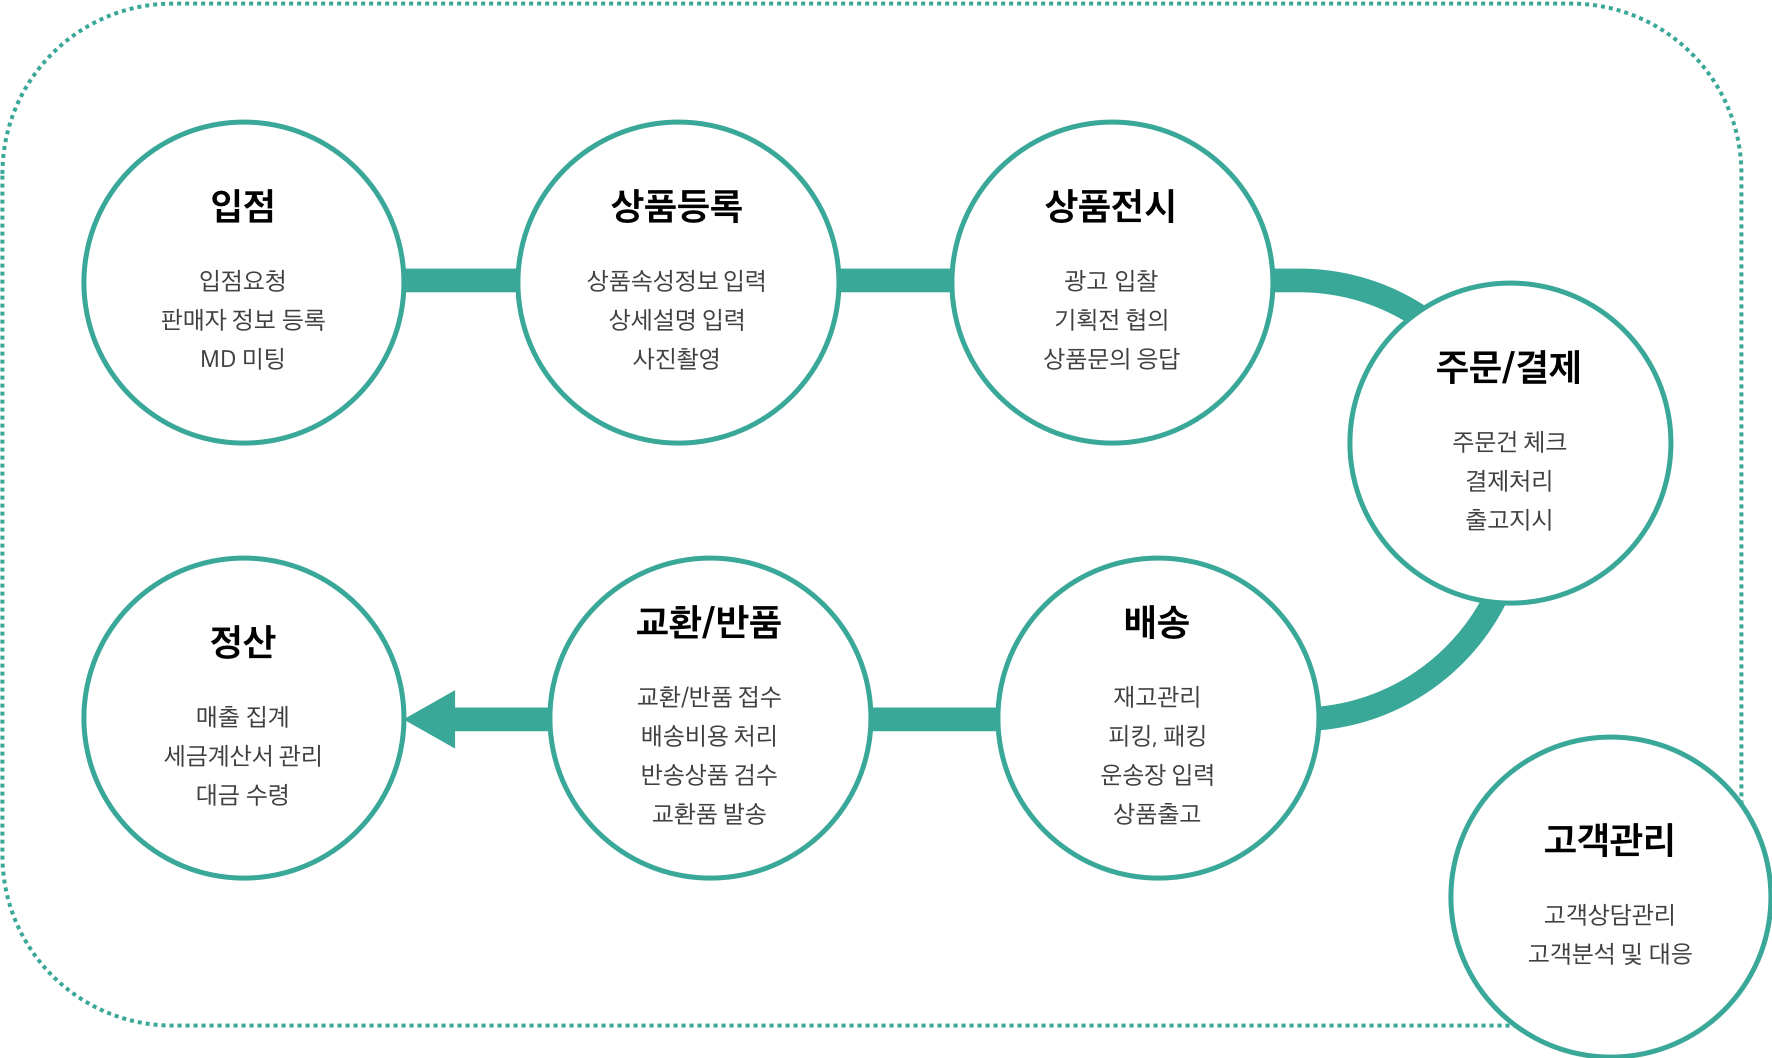 입점
입점요청
판매자 정보 등록
MD 미팅
상품등록
상품속성정보 입력
상세설명 입력
사진촬영
상품전시
광고 입찰
기획전 협의
상품문의 응답
주문/결제
주문건 체크
결제처리
출고지시
배송
재고관리
피킹, 패킹
운송장 입력
상품출고
교환/반품
교환/반품 접수
배송비용 처리
반송상품 검수
교환품 발송
정산
매출 집계
세금계산서 관리
대금 수령
고객관리
고객상담관리
고객분석 및 대응